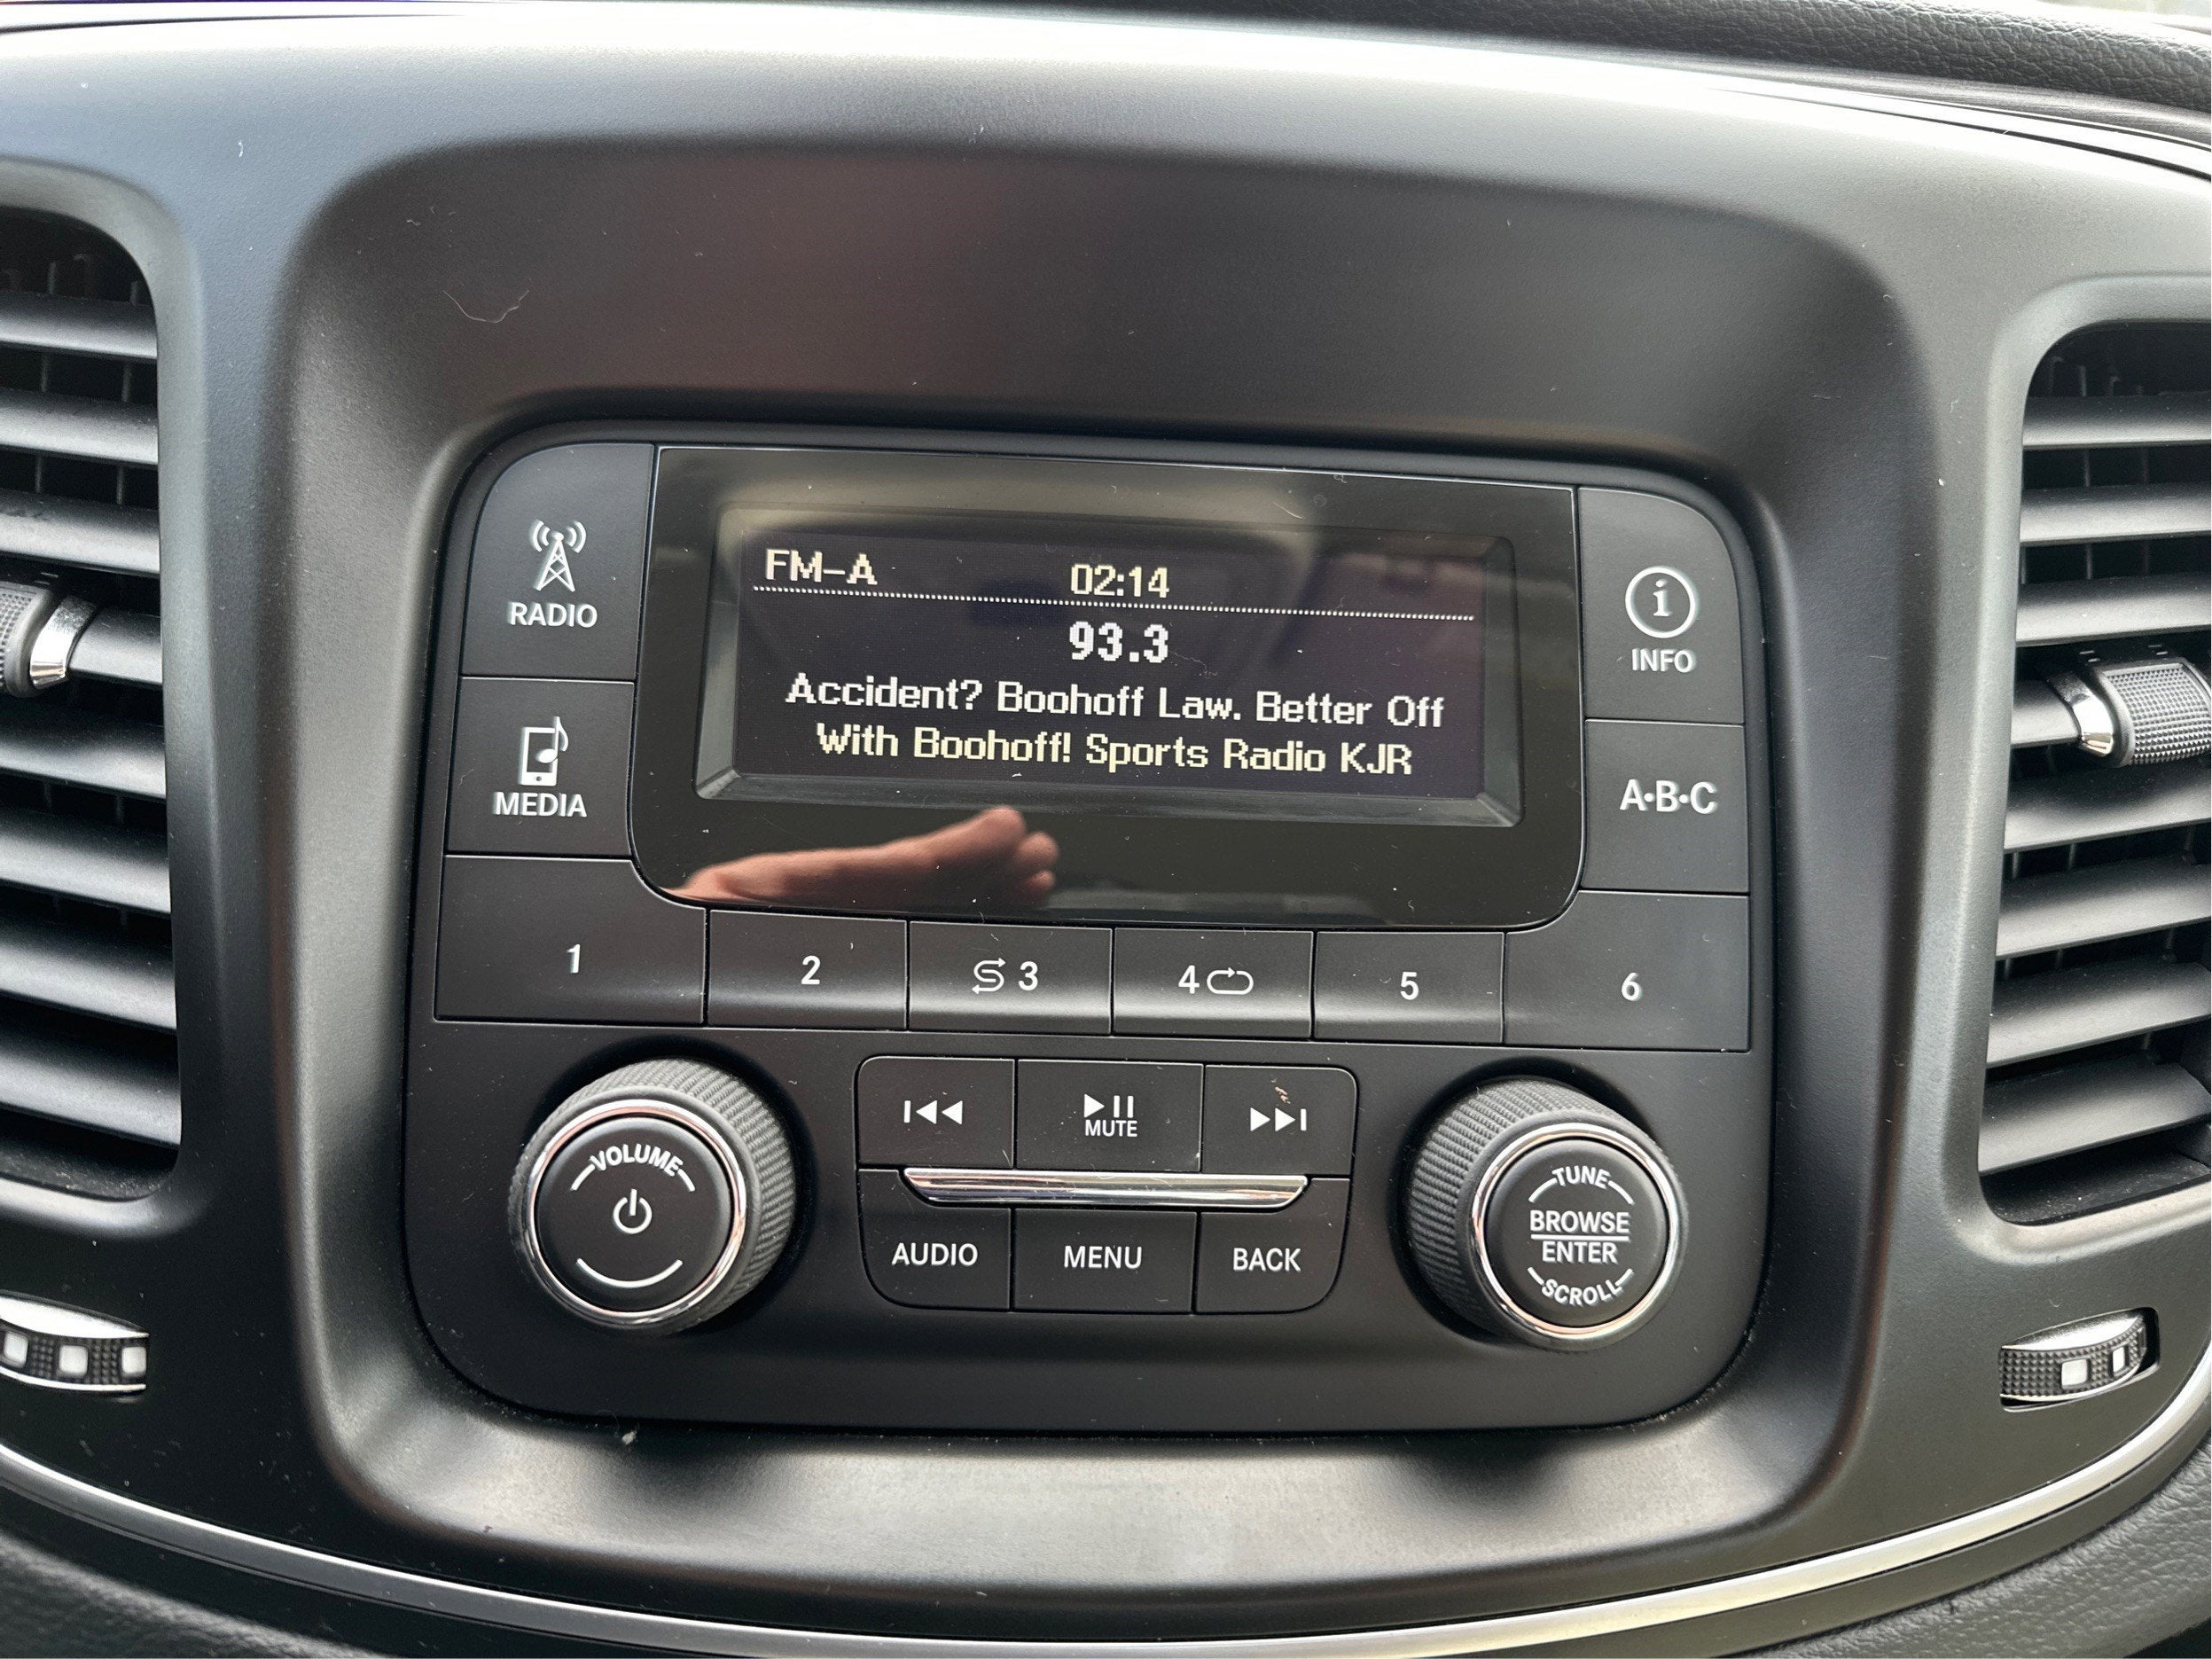 FM-A 02:14
93.3
Accident? Boohoff Law. Better Off
With Boohoff! Sports Radio KJR
RADIO
INFO
MEDIA
A•B•C
1 2 3 4 5 6
MUTE
VOLUME
TUNE
BROWSE
ENTER
SCROLL
AUDIO MENU BACK